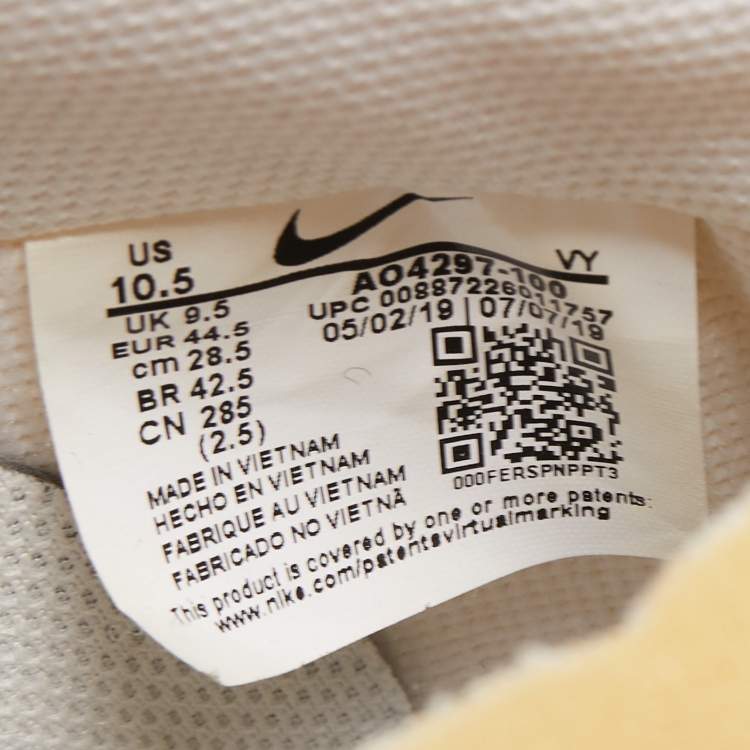 US
10.5
UK 9.5
EUR 44.5
cm 28.5
BR 42.5
CN 285
(2.5)
VY
AO4297-100
UPC 00887226011757
05/02/19 | 07/07/19
000FERSPNPPT3
MADE IN VIETNAM
HECHO EN VIETNAM
FABRIQUE AU VIETNAM
FABRICADO NO VIETNÃ
This product is covered by one or more patents:
www.nike.com/patentsvirtualmarking